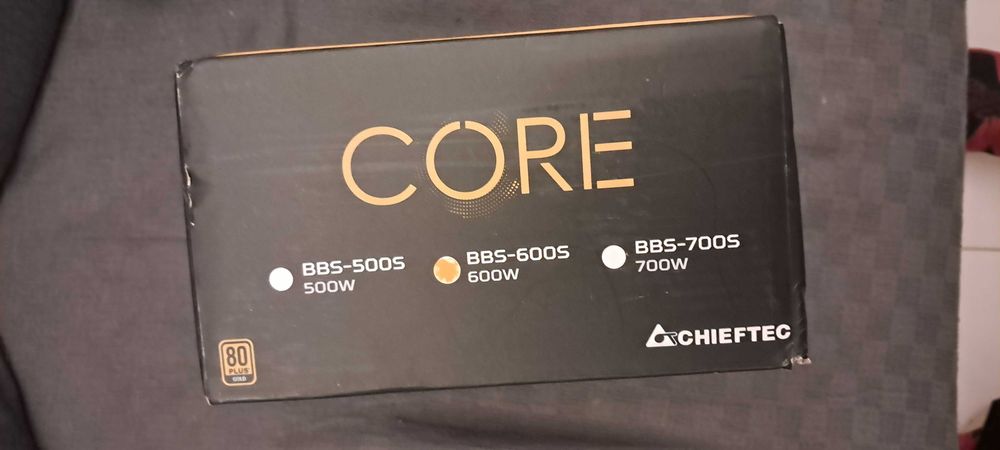 CORE
BBS-500S
500W
BBS-600S
600W
BBS-700S
700W
80
PLUS
GOLD
CHIEFTEC